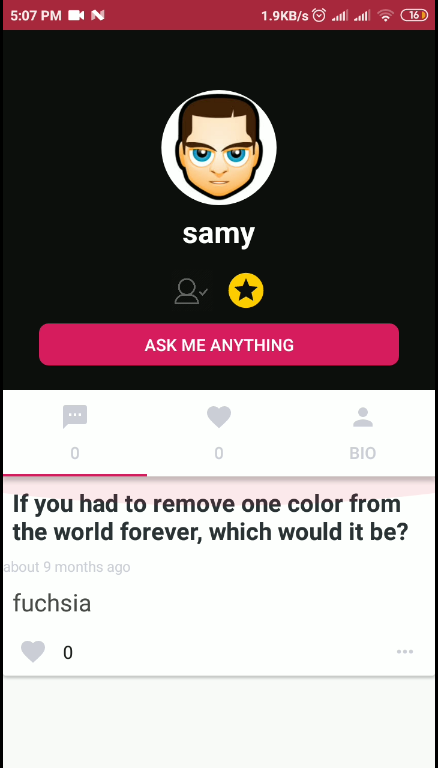 5:07 PM 1.9KB/s 16
samy
ASK ME ANYTHING
0 0 BIO
If you had to remove one color from
the world forever, which would it be?
about 9 months ago
fuchsia
0